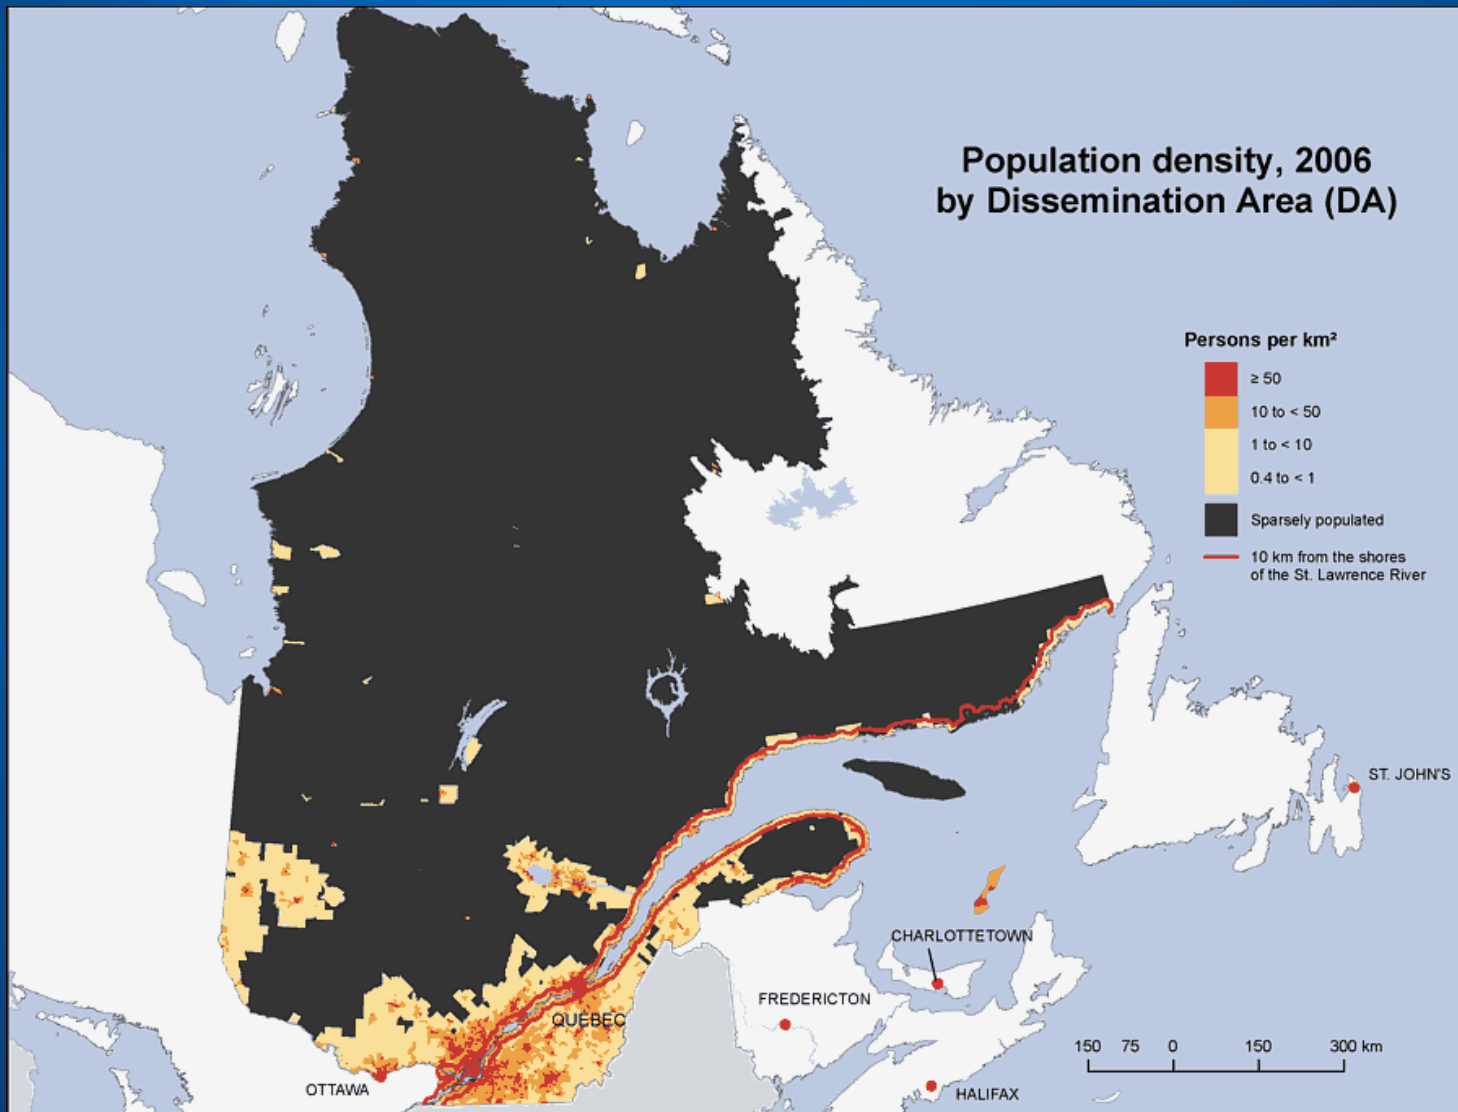 Population density, 2006
by Dissemination Area (DA)
Persons per km²
≥ 50
10 to < 50
1 to < 10
0.4 to < 1
Sparsely populated
10 km from the shores
of the St. Lawrence River
ST. JOHN'S
CHARLOTTETOWN
FREDERICTON
QUÉBEC
OTTAWA
HALIFAX
150 75 0 150 300 km